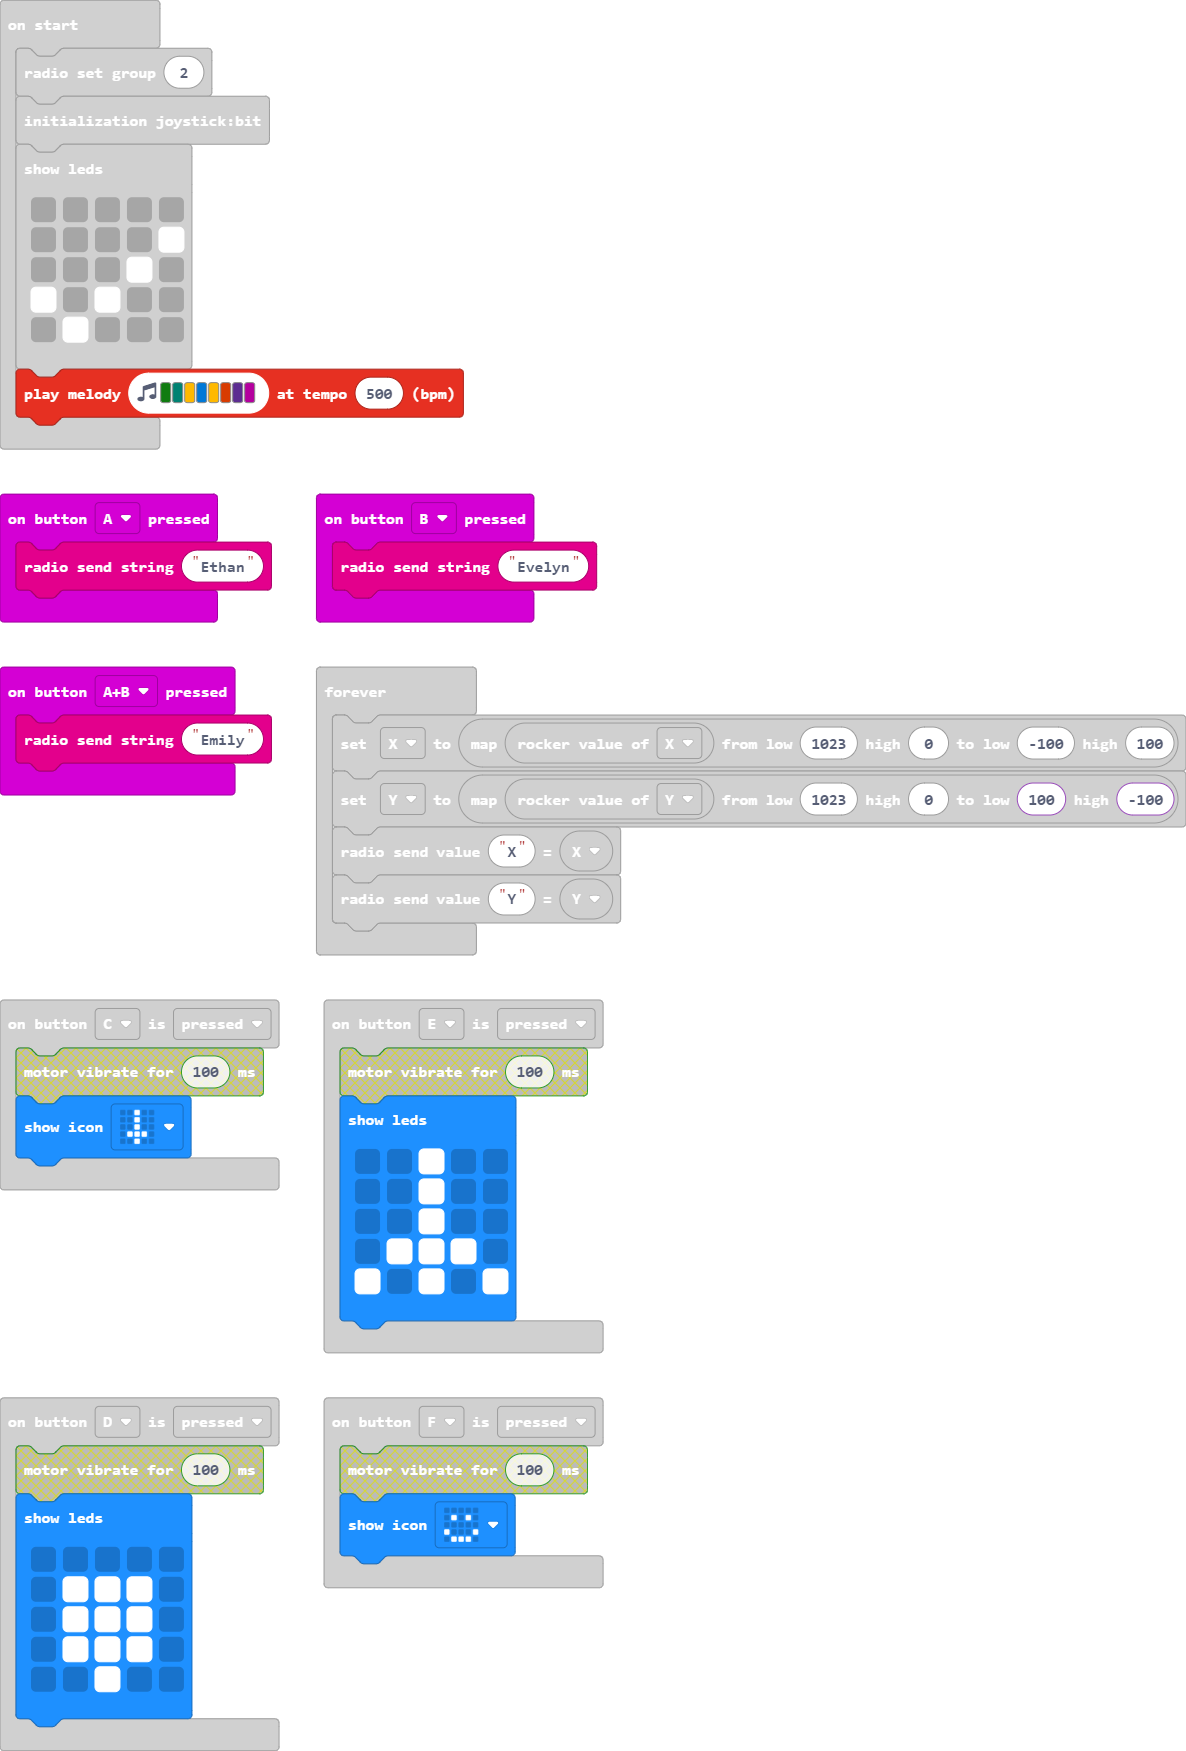 on start
radio set group 2
initialization joystick:bit
show leds
play melody at tempo 500 (bpm)
on button A pressed
radio send string "Ethan"
on button B pressed
radio send string "Evelyn"
on button A+B pressed
radio send string "Emily"
forever
set X to map rocker value of X from low 1023 high 0 to low -100 high 100
set Y to map rocker value of Y from low 1023 high 0 to low 100 high -100
radio send value "X" = X
radio send value "Y" = Y
on button C is pressed
motor vibrate for 100 ms
show icon
on button E is pressed
motor vibrate for 100 ms
show leds
on button D is pressed
motor vibrate for 100 ms
show leds
on button F is pressed
motor vibrate for 100 ms
show icon